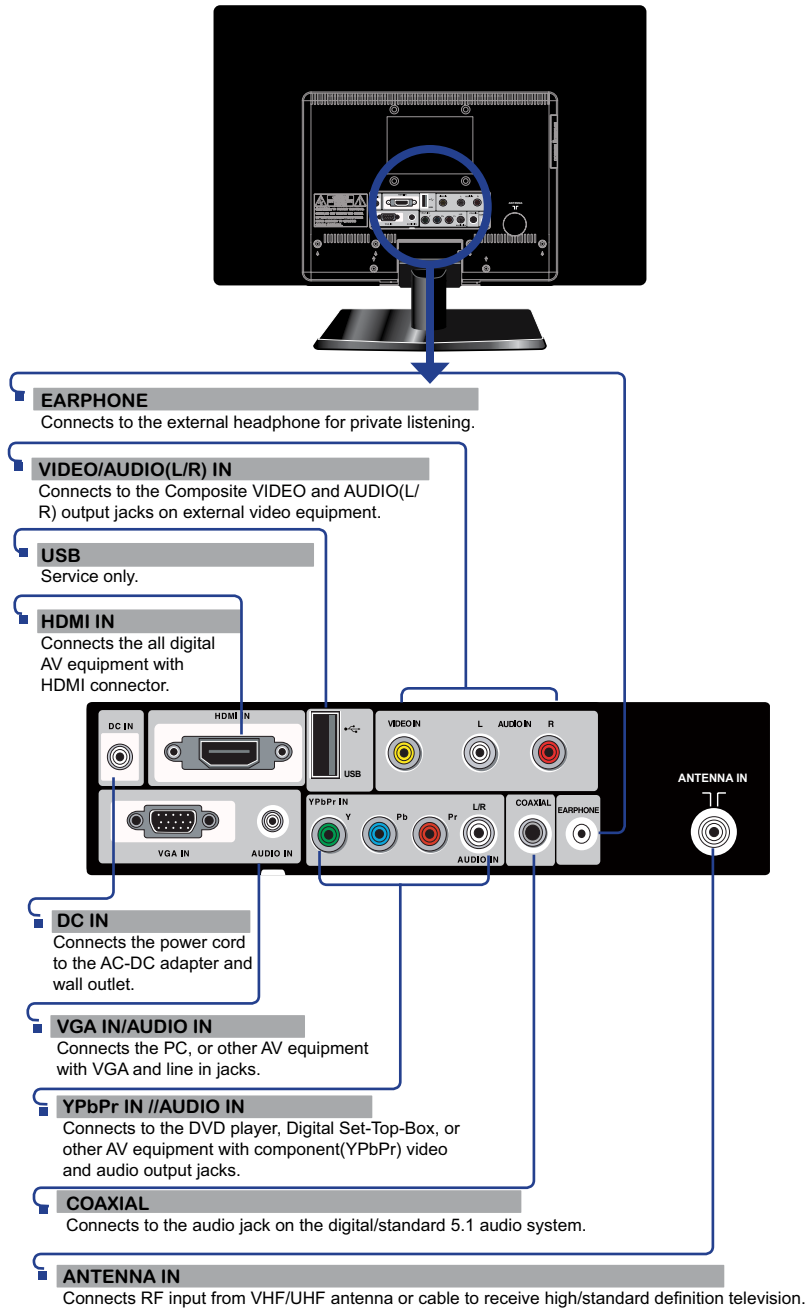 ANTENNA
EARPHONE
Connects to the external headphone for private listening.
VIDEO/AUDIO(L/R) IN
Connects to the Composite VIDEO and AUDIO(L/
R) output jacks on external video equipment.
USB
Service only.
HDMI IN
Connects the all digital
AV equipment with
HDMI connector.
DC IN
HDMI IN
USB
VIDEO IN L AUDIO IN R
ANTENNA IN
VGA IN AUDIO IN
YPbPr IN Y Pb Pr L/R
AUDIO IN
COAXIAL
EARPHONE
DC IN
Connects the power cord
to the AC-DC adapter and
wall outlet.
VGA IN/AUDIO IN
Connects the PC, or other AV equipment
with VGA and line in jacks.
YPbPr IN //AUDIO IN
Connects to the DVD player, Digital Set-Top-Box, or
other AV equipment with component(YPbPr) video
and audio output jacks.
COAXIAL
Connects to the audio jack on the digital/standard 5.1 audio system.
ANTENNA IN
Connects RF input from VHF/UHF antenna or cable to receive high/standard definition television.